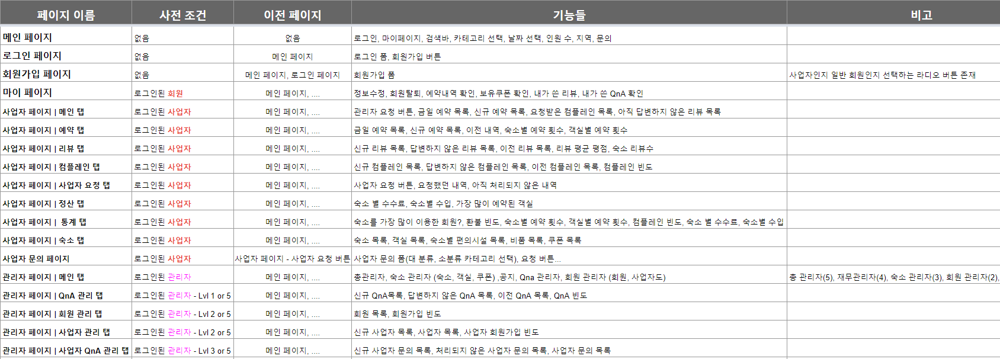 페이지 이름 사전 조건 이전 페이지 기능들 비고
메인 페이지 없음 없음 로그인, 마이페이지, 검색바, 카테고리 선택, 날짜 선택, 인원 수, 지역, 문의
로그인 페이지 없음 메인 페이지 로그인 폼, 회원가입 버튼
회원가입 페이지 없음 메인 페이지, 로그인 페이지 회원가입 폼 사업자인지 일반 회원인지 선택하는 라디오 버튼 존재
마이 페이지 로그인된 회원 메인 페이지, .... 정보수정, 회원탈퇴, 예약내역 확인, 보유쿠폰 확인, 내가 쓴 리뷰, 내가 쓴 QnA 확인
사업자 페이지 | 메인 탭 로그인된 사업자 메인 페이지, .... 관리자 요청 버튼, 금일 예약 목록, 신규 예약 목록, 요청받은 컴플레인 목록, 아직 답변하지 않은 리뷰 목록
사업자 페이지 | 예약 탭 로그인된 사업자 메인 페이지, .... 금일 예약 목록, 신규 예약 목록, 이전 내역, 숙소별 예약 횟수, 객실별 예약 횟수
사업자 페이지 | 리뷰 탭 로그인된 사업자 메인 페이지, .... 신규 리뷰 목록, 답변하지 않은 리뷰 목록, 이전 리뷰 목록, 리뷰 평균 평점, 숙소 리뷰수
사업자 페이지 | 컴플레인 탭 로그인된 사업자 메인 페이지, .... 신규 컴플레인 목록, 답변하지 않은 컴플레인 목록, 이전 컴플레인 목록, 컴플레인 빈도
사업자 페이지 | 사업자 요청 탭 로그인된 사업자 메인 페이지, .... 사업자 요청 버튼, 요청했던 내역, 아직 처리되지 않은 내역
사업자 페이지 | 정산 탭 로그인된 사업자 메인 페이지, .... 숙소 별 수수료, 숙소별 수입, 가장 많이 예약된 객실
사업자 페이지 | 통계 탭 로그인된 사업자 메인 페이지, .... 숙소를 가장 많이 이용한 회원?, 환불 빈도, 숙소별 예약 횟수, 객실별 예약 횟수, 컴플레인 빈도, 숙소 별 수수료, 숙소별 수입
사업자 페이지 | 숙소 탭 로그인된 사업자 메인 페이지, .... 숙소 목록, 객실 목록, 숙소별 편의시설 목록, 비품 목록, 쿠폰 목록
사업자 문의 페이지 로그인된 사업자 사업자 페이지 - 사업자 요청 버튼 사업자 문의 폼(대 분류, 소분류 카테고리 선택), 요청 버튼...
관리자 페이지 | 메인 탭 로그인된 관리자 메인 페이지, .... 총관리자, 숙소 관리자 (숙소, 객실, 쿠폰) ,공지, Qna 관리자, 회원 관리자 (회원, 사업자도) 총 관리자(5), 재무관리자(4), 숙소 관리자(3), 회원 관리자(2),
관리자 페이지 | QnA 관리 탭 로그인된 관리자 - Lvl 1 or 5 메인 페이지, .... 신규 QnA목록, 답변하지 않은 QnA 목록, 이전 QnA 목록, QnA 빈도
관리자 페이지 | 회원 관리 탭 로그인된 관리자 - Lvl 2 or 5 메인 페이지, .... 회원 목록, 회원가입 빈도
관리자 페이지 | 사업자 관리 탭 로그인된 관리자 - Lvl 2 or 5 메인 페이지, .... 신규 사업자 목록, 사업자 목록, 사업자 회원가입 빈도
관리자 페이지 | 사업자 QnA 관리 탭 로그인된 관리자 - Lvl 3 or 5 메인 페이지, .... 신규 사업자 문의 목록, 처리되지 않은 사업자 문의 목록, 사업자 문의 목록